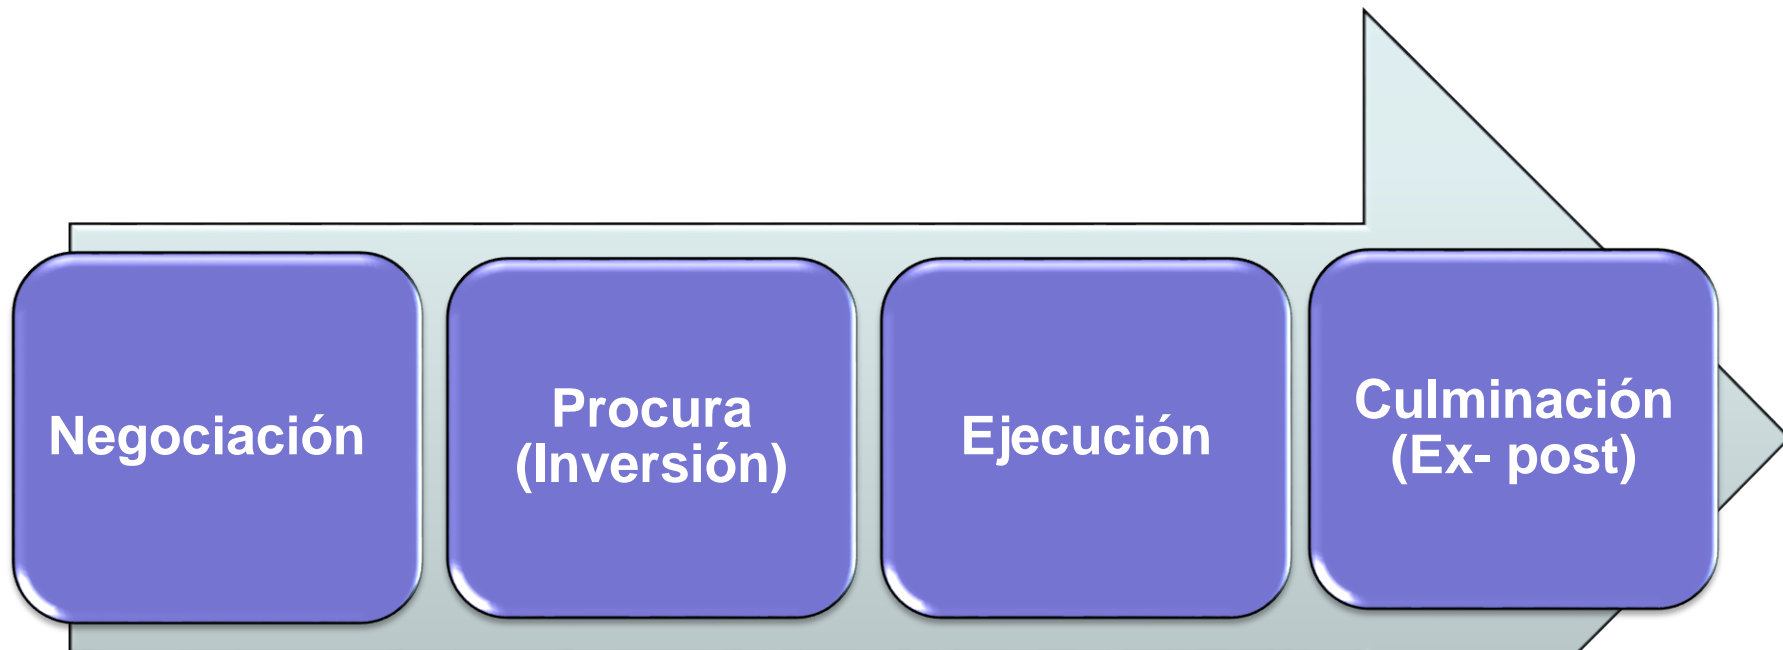 Negociación
Procura
(Inversión)
Ejecución
Culminación
(Ex- post)